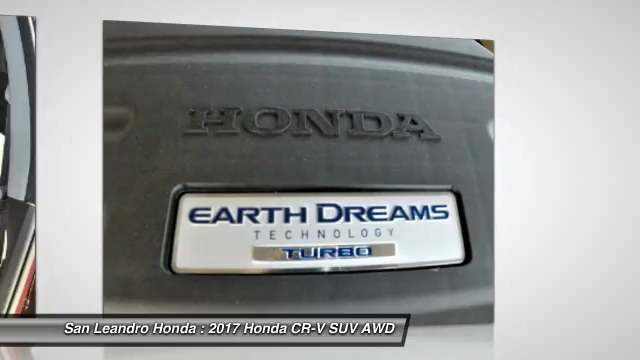 HONDA
EARTH DREAMS
TECHNOLOGY
TURBO
San Leandro Honda : 2017 Honda CR-V SUV AWD